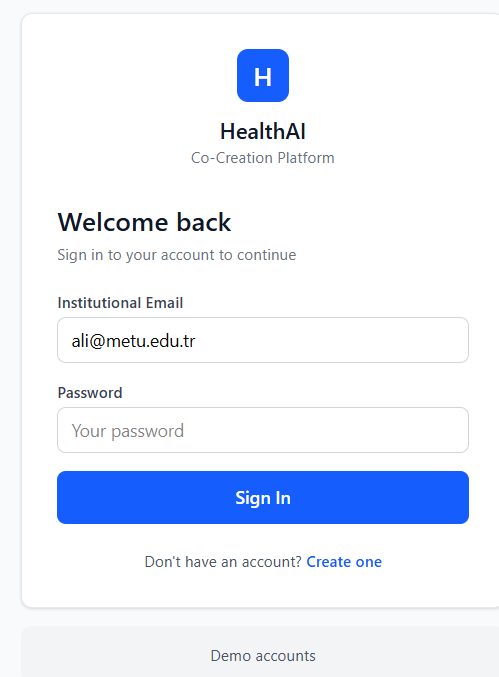 H
HealthAI
Co-Creation Platform
Welcome back
Sign in to your account to continue
Institutional Email
ali@metu.edu.tr
Password
Your password
Sign In
Don't have an account? Create one
Demo accounts